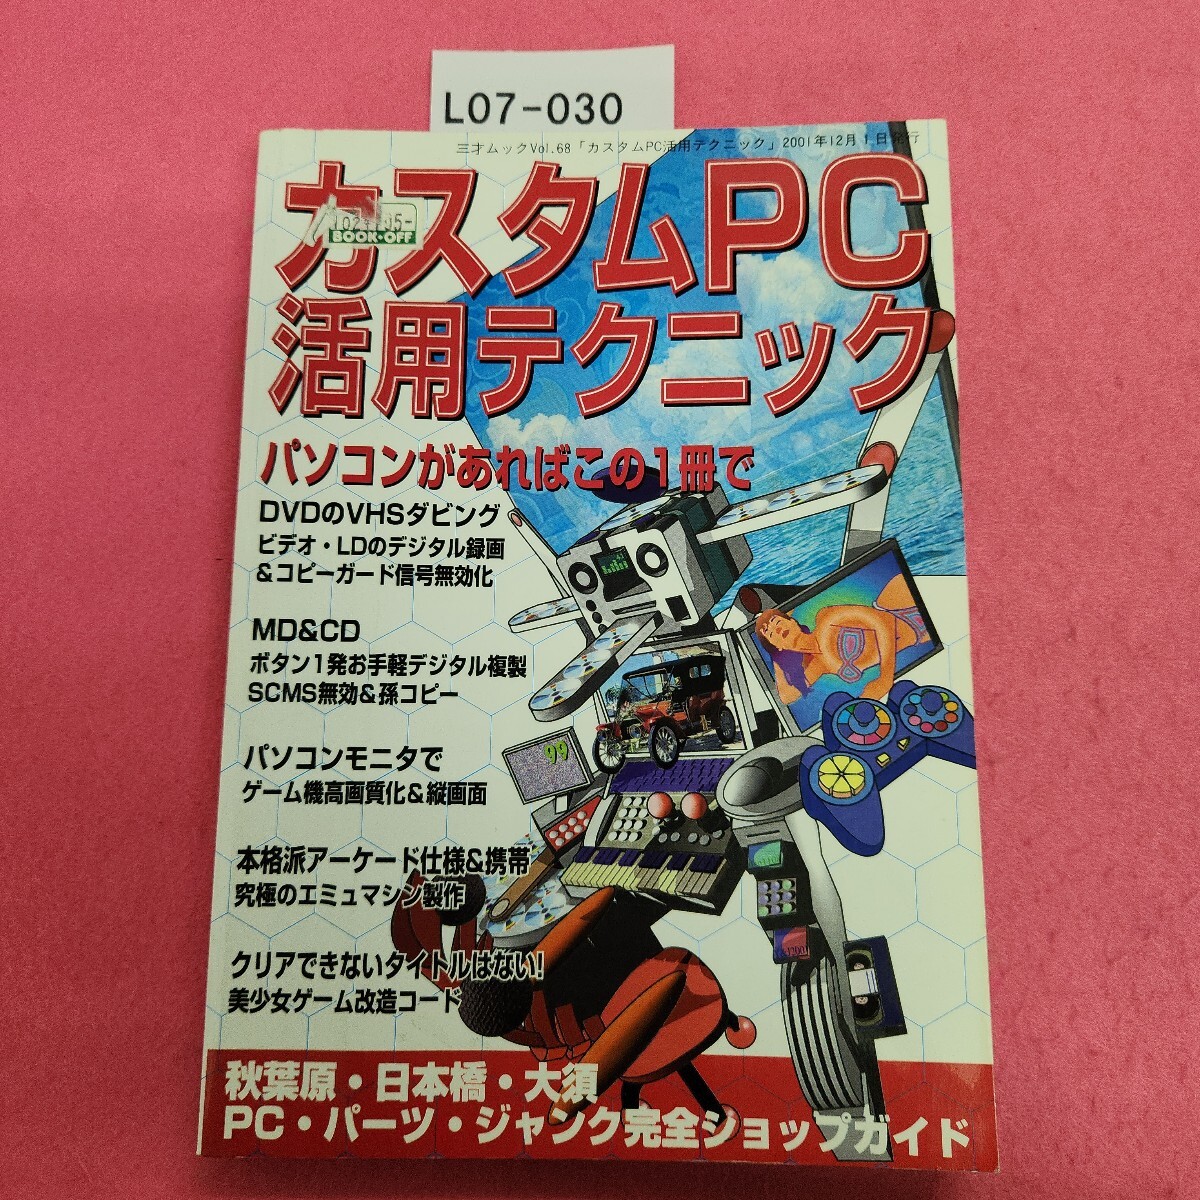 L07-030
三才ムックVol.68「カスタムPC活用テクニック」2001年12月1日発行
カスタムPC
BOOK・OFF
活用テクニック
パソコンがあればこの1冊で
DVDのVHSダビング
ビデオ・LDのデジタル録画
&コピーガード信号無効化
MD&CD
ボタン1発お手軽デジタル複製
SCMS無効&孫コピー
99
パソコンモニタで
ゲーム機高画質化&縦画面
本格派アーケード仕様&携帯
究極のエミュマシン製作
クリアできないタイトルはない!
美少女ゲーム改造コード
秋葉原・日本橋・大須
PC・パーツ・ジャンク完全ショップガイド